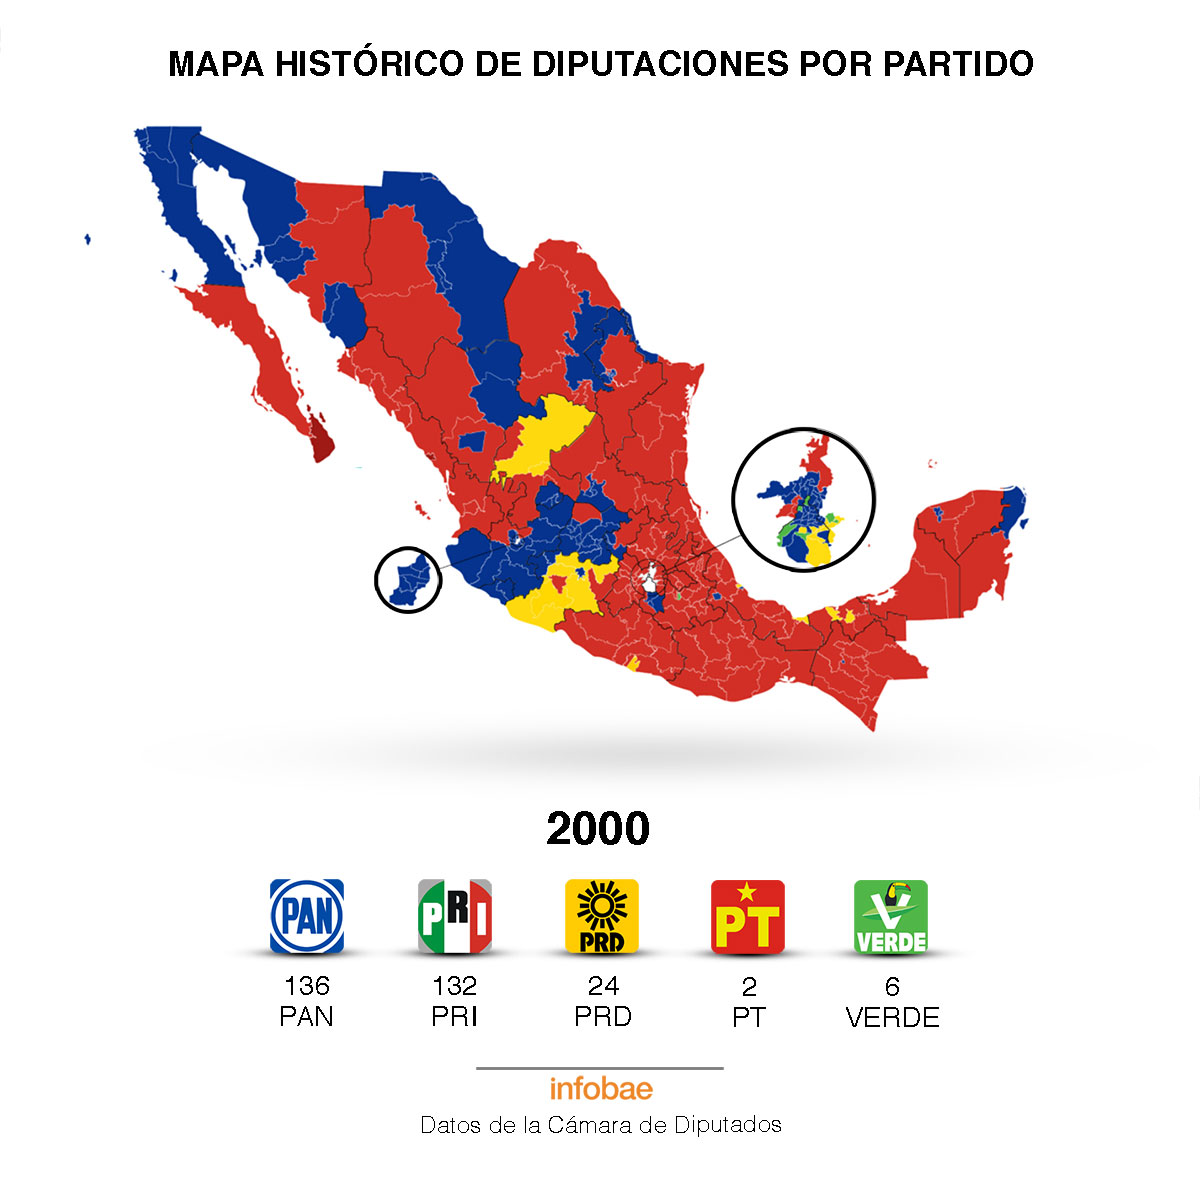 MAPA HISTÓRICO DE DIPUTACIONES POR PARTIDO
2000
PAN
PRI
PRD
PT
VERDE
136
132
24
2
6
PAN
PRI
PRD
PT
VERDE
infobae
Datos de la Cámara de Diputados